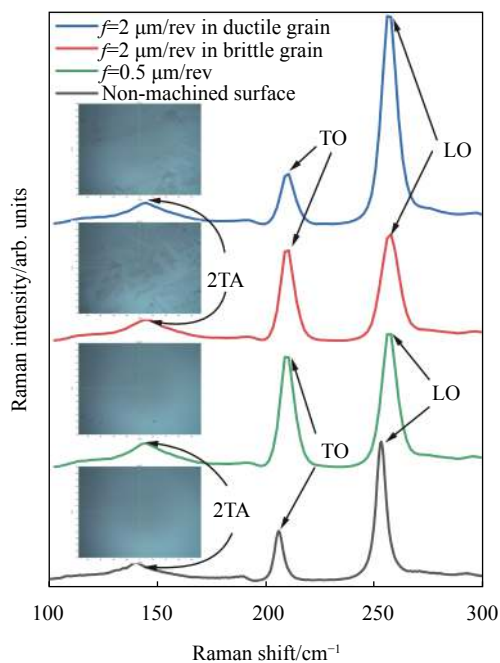 f=2 μm/rev in ductile grain
f=2 μm/rev in brittle grain
f=0.5 μm/rev
Non-machined surface
TO
LO
2TA
TO
LO
2TA
Raman intensity/arb. units
100
150
200
250
300
Raman shift/cm⁻¹